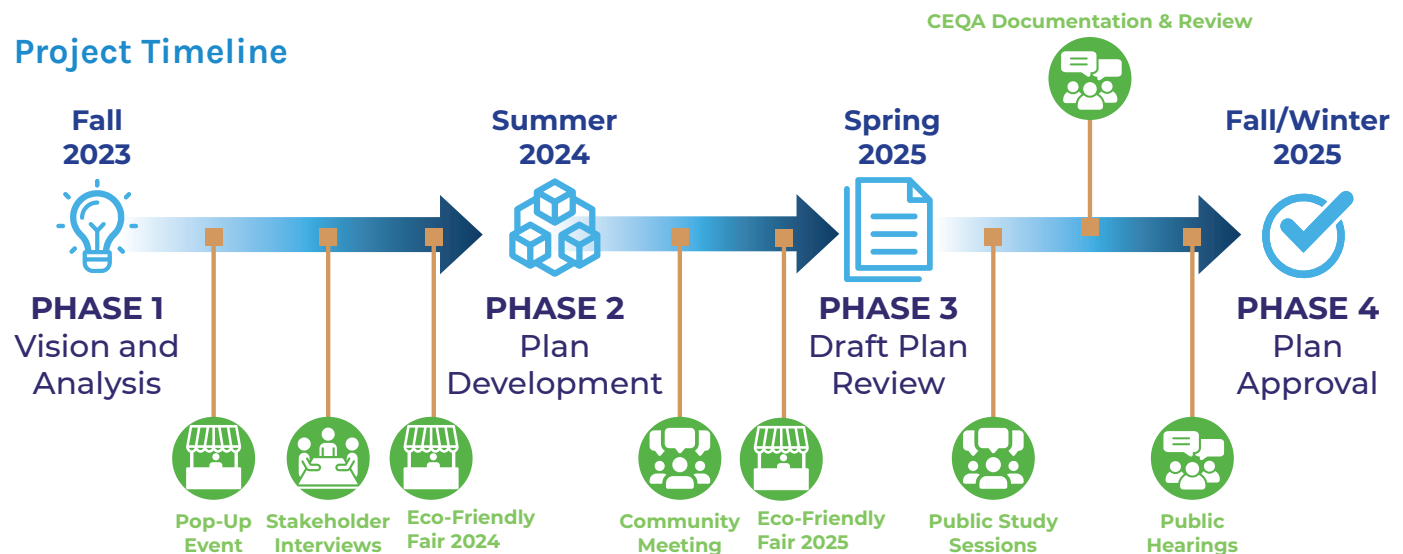 CEQA Documentation & Review
Project Timeline
Fall
2023
Summer
2024
Spring
2025
Fall/Winter
2025
PHASE 1
Vision and
Analysis
PHASE 2
Plan
Development
PHASE 3
Draft Plan
Review
PHASE 4
Plan
Approval
Pop-Up
Event
Stakeholder
Interviews
Eco-Friendly
Fair 2024
Community
Meeting
Eco-Friendly
Fair 2025
Public Study
Sessions
Public
Hearings